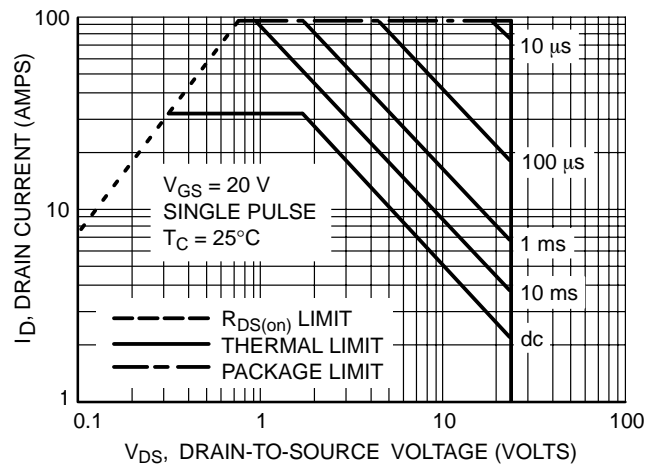 100
10
1
I_D, DRAIN CURRENT (AMPS)
V_GS = 20 V
SINGLE PULSE
T_C = 25°C
R_DS(on) LIMIT
THERMAL LIMIT
PACKAGE LIMIT
10 μs
100 μs
1 ms
10 ms
dc
0.1
1
10
100
V_DS, DRAIN-TO-SOURCE VOLTAGE (VOLTS)